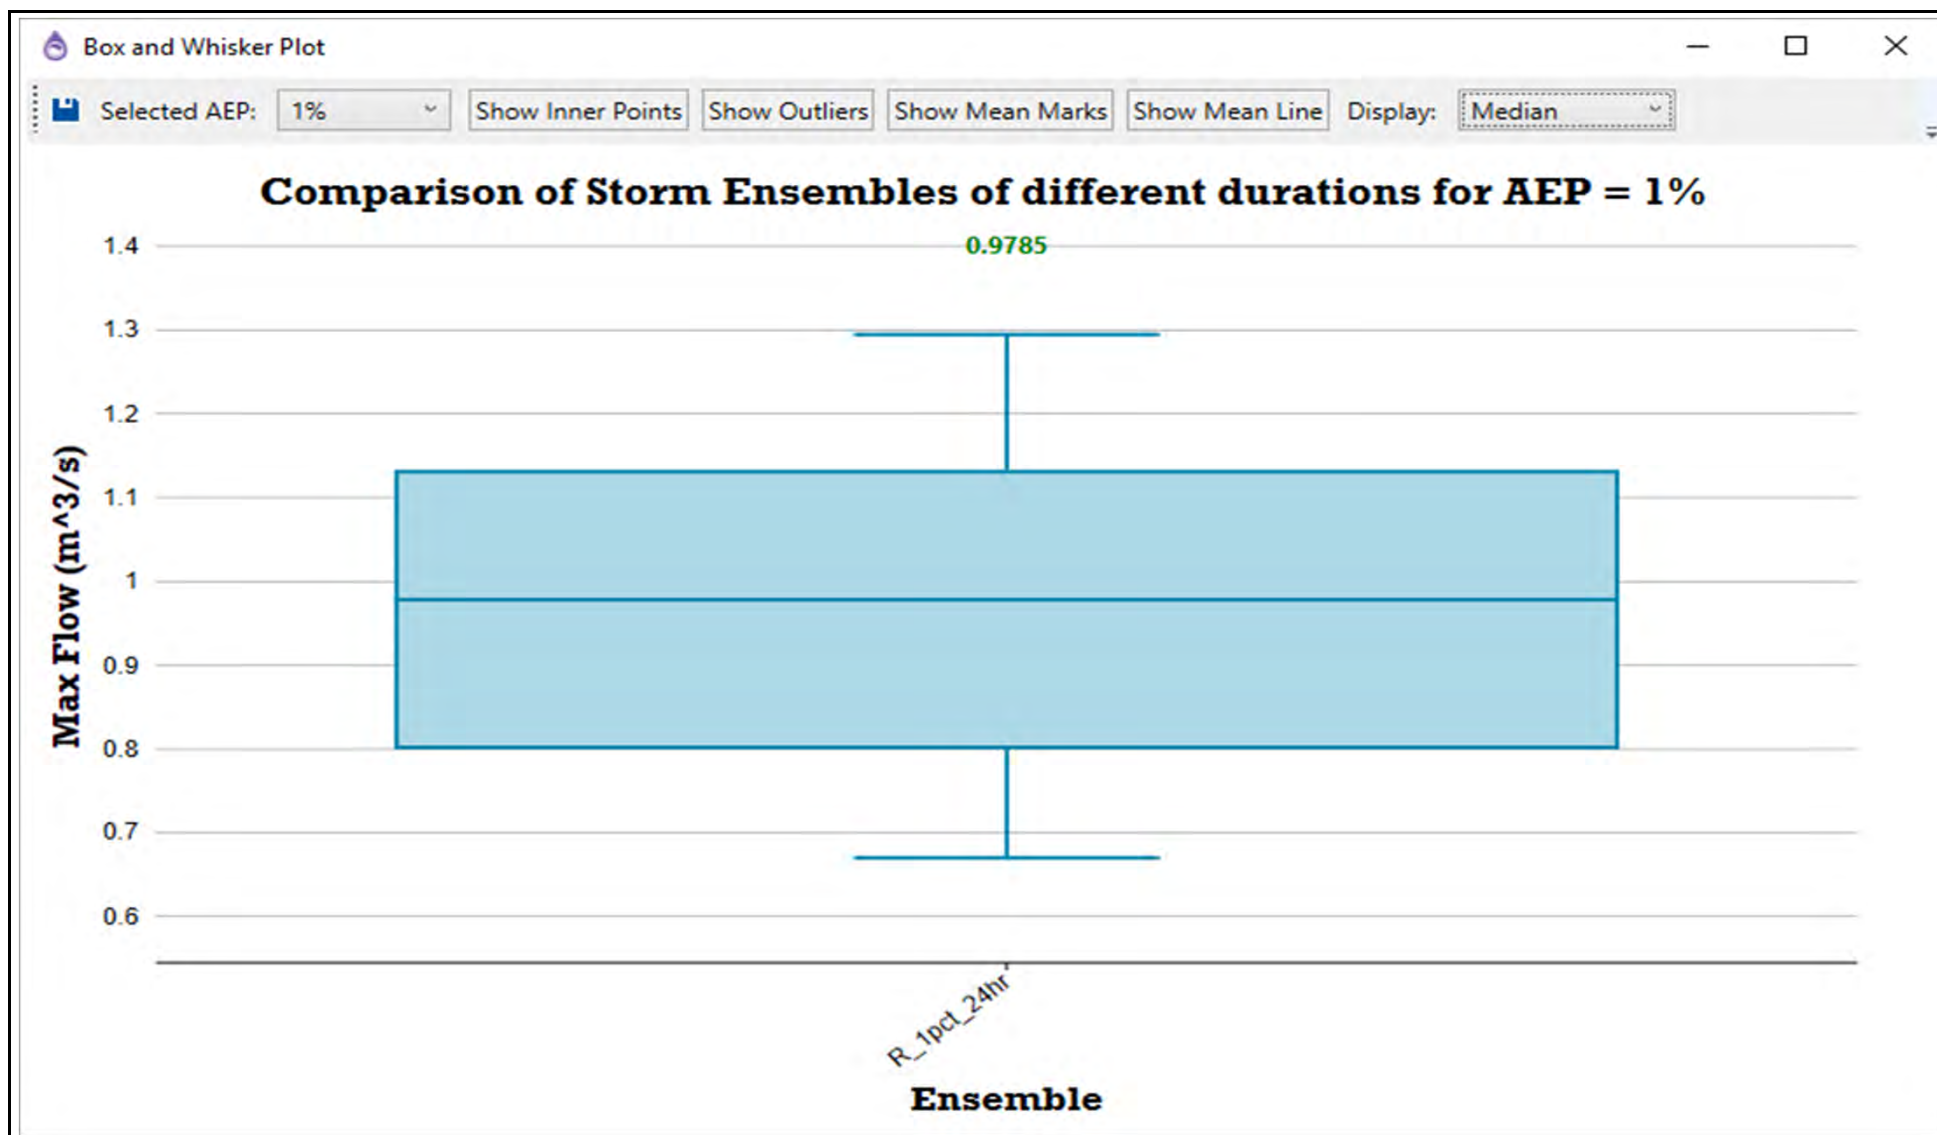 Box and Whisker Plot
Selected AEP: 1% Show Inner Points Show Outliers Show Mean Marks Show Mean Line Display: Median
Comparison of Storm Ensembles of different durations for AEP = 1%
0.9785
1.4
1.3
1.2
1.1
1
0.9
0.8
0.7
0.6
Max Flow (m^3/s)
R_1pct_24hr
Ensemble